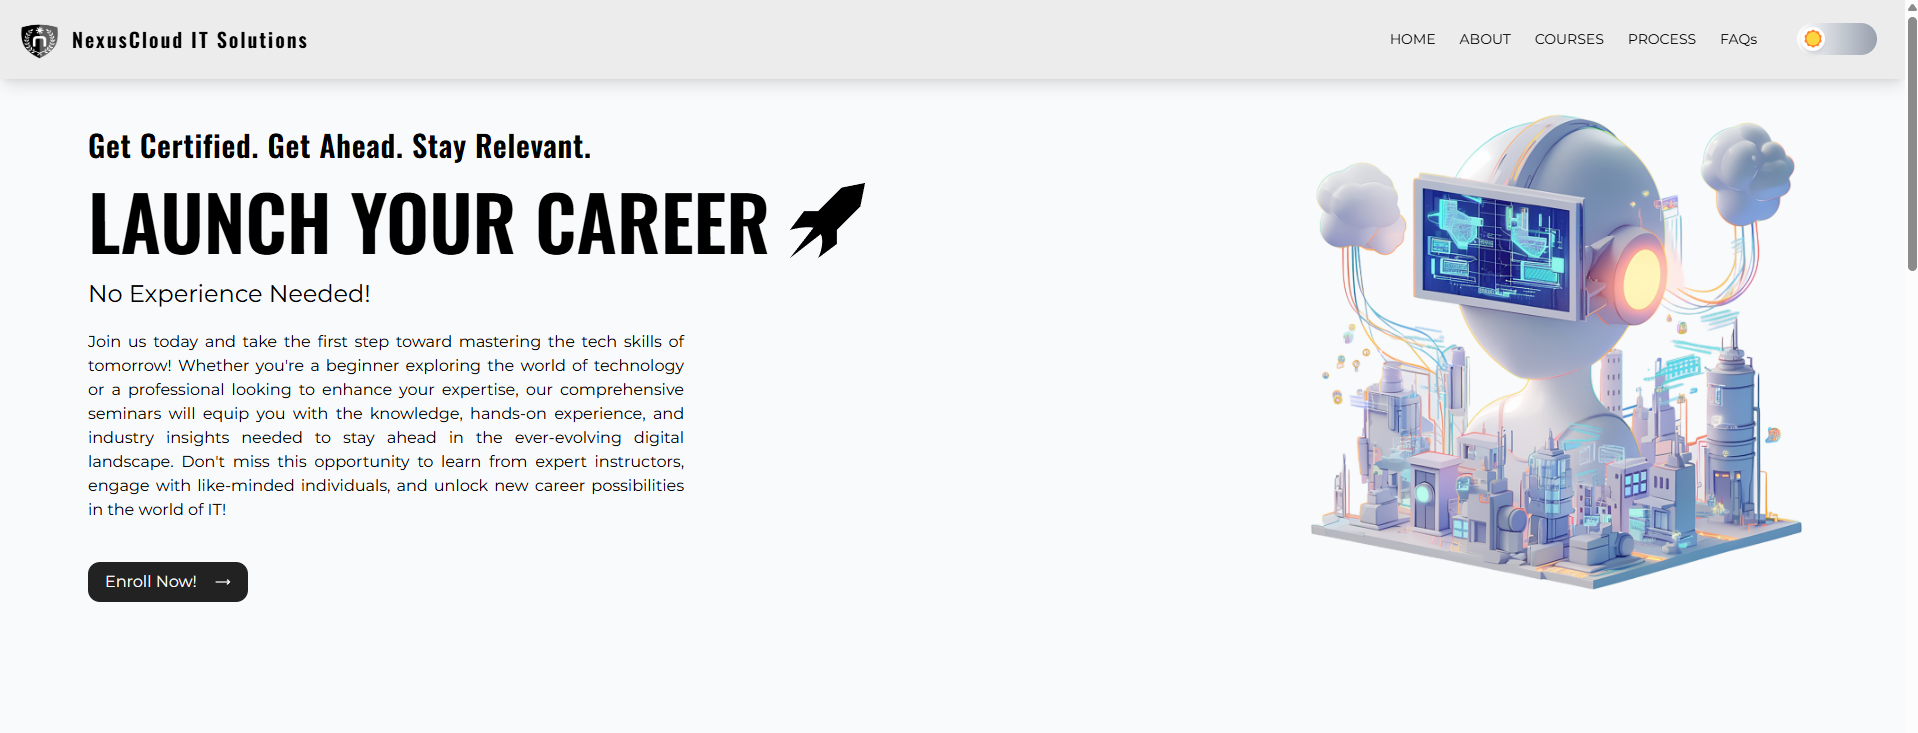 NexusCloud IT Solutions
HOME ABOUT COURSES PROCESS FAQs
Get Certified. Get Ahead. Stay Relevant.
LAUNCH YOUR CAREER
No Experience Needed!
Join us today and take the first step toward mastering the tech skills of
tomorrow! Whether you're a beginner exploring the world of technology
or a professional looking to enhance your expertise, our comprehensive
seminars will equip you with the knowledge, hands-on experience, and
industry insights needed to stay ahead in the ever-evolving digital
landscape. Don't miss this opportunity to learn from expert instructors,
engage with like-minded individuals, and unlock new career possibilities
in the world of IT!
Enroll Now! →